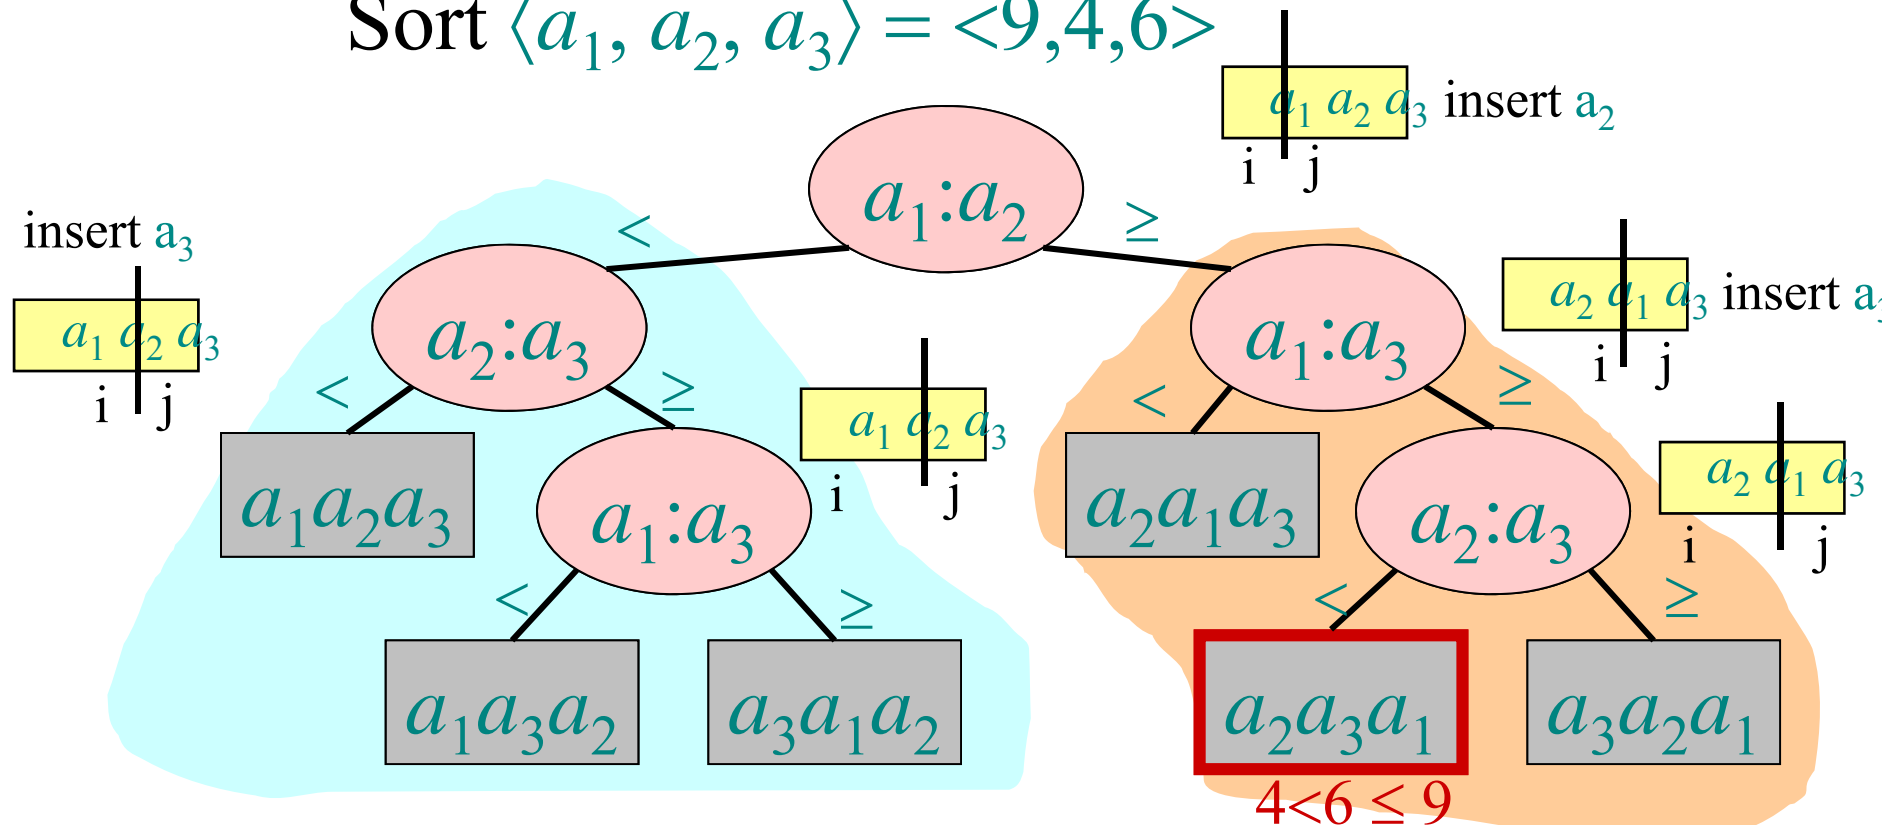 Sort ⟨a₁, a₂, a₃⟩ = <9,4,6>
a₁ a₂ a₃ insert a₂
i j
a₁:a₂
< ≥
insert a₃
a₁ a₂ a₃
i j
a₂:a₃
a₁:a₃
a₂ a₁ a₃ insert a₃
i j
< ≥
a₁ a₂ a₃
i j
< ≥
a₂ a₁ a₃
i j
a₁a₂a₃
a₁:a₃
a₂a₁a₃
a₂:a₃
< ≥
< ≥
a₁a₃a₂
a₃a₁a₂
a₂a₃a₁
a₃a₂a₁
4<6 ≤ 9